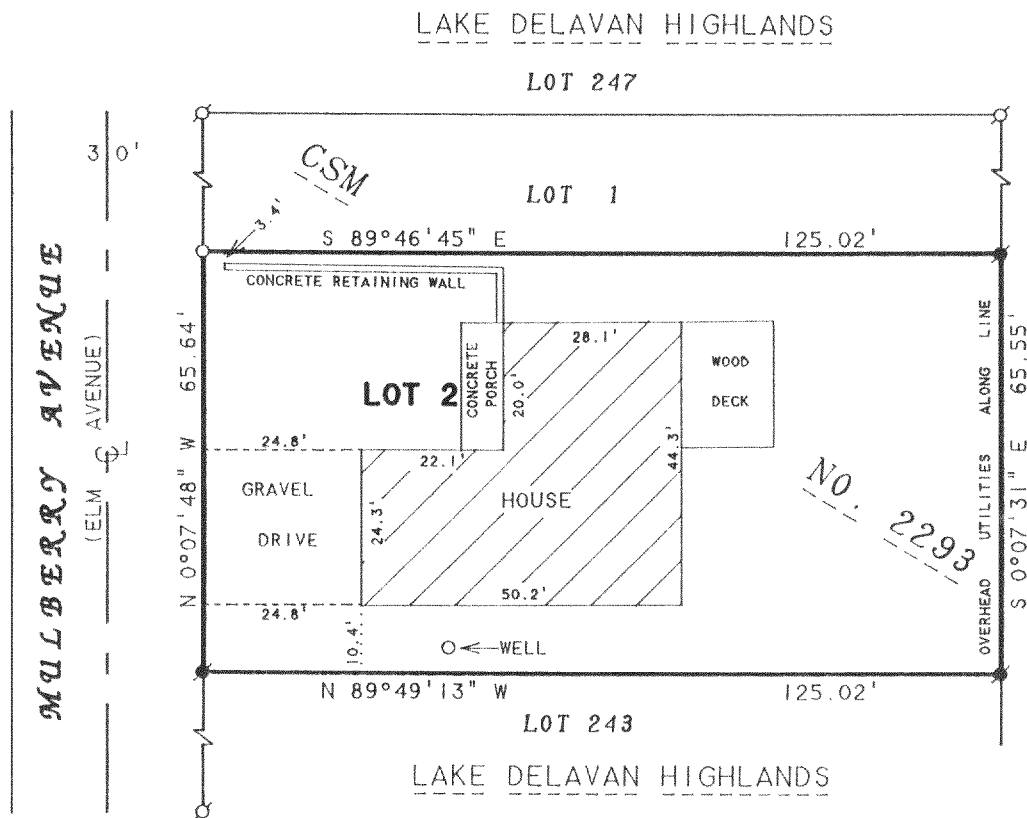 LAKE DELAVAN HIGHLANDS
LOT 247
30'
CSM
LOT 1
3.4'
S 89°46'45" E 125.02'
CONCRETE RETAINING WALL
MULBERRY AVENUE
(ELM AVENUE)
N 0°07'48" W 65.64'
LOT 2
CONCRETE
PORCH
28.1'
20.0'
WOOD
DECK
OVERHEAD UTILITIES ALONG LINE
S 0°07'31" E 65.55'
24.8'
22.1'
44.3'
GRAVEL
DRIVE
24.3'
HOUSE
NO. 2293
50.2'
24.8'
10.4'
WELL
N 89°49'13" W 125.02'
LOT 243
LAKE DELAVAN HIGHLANDS